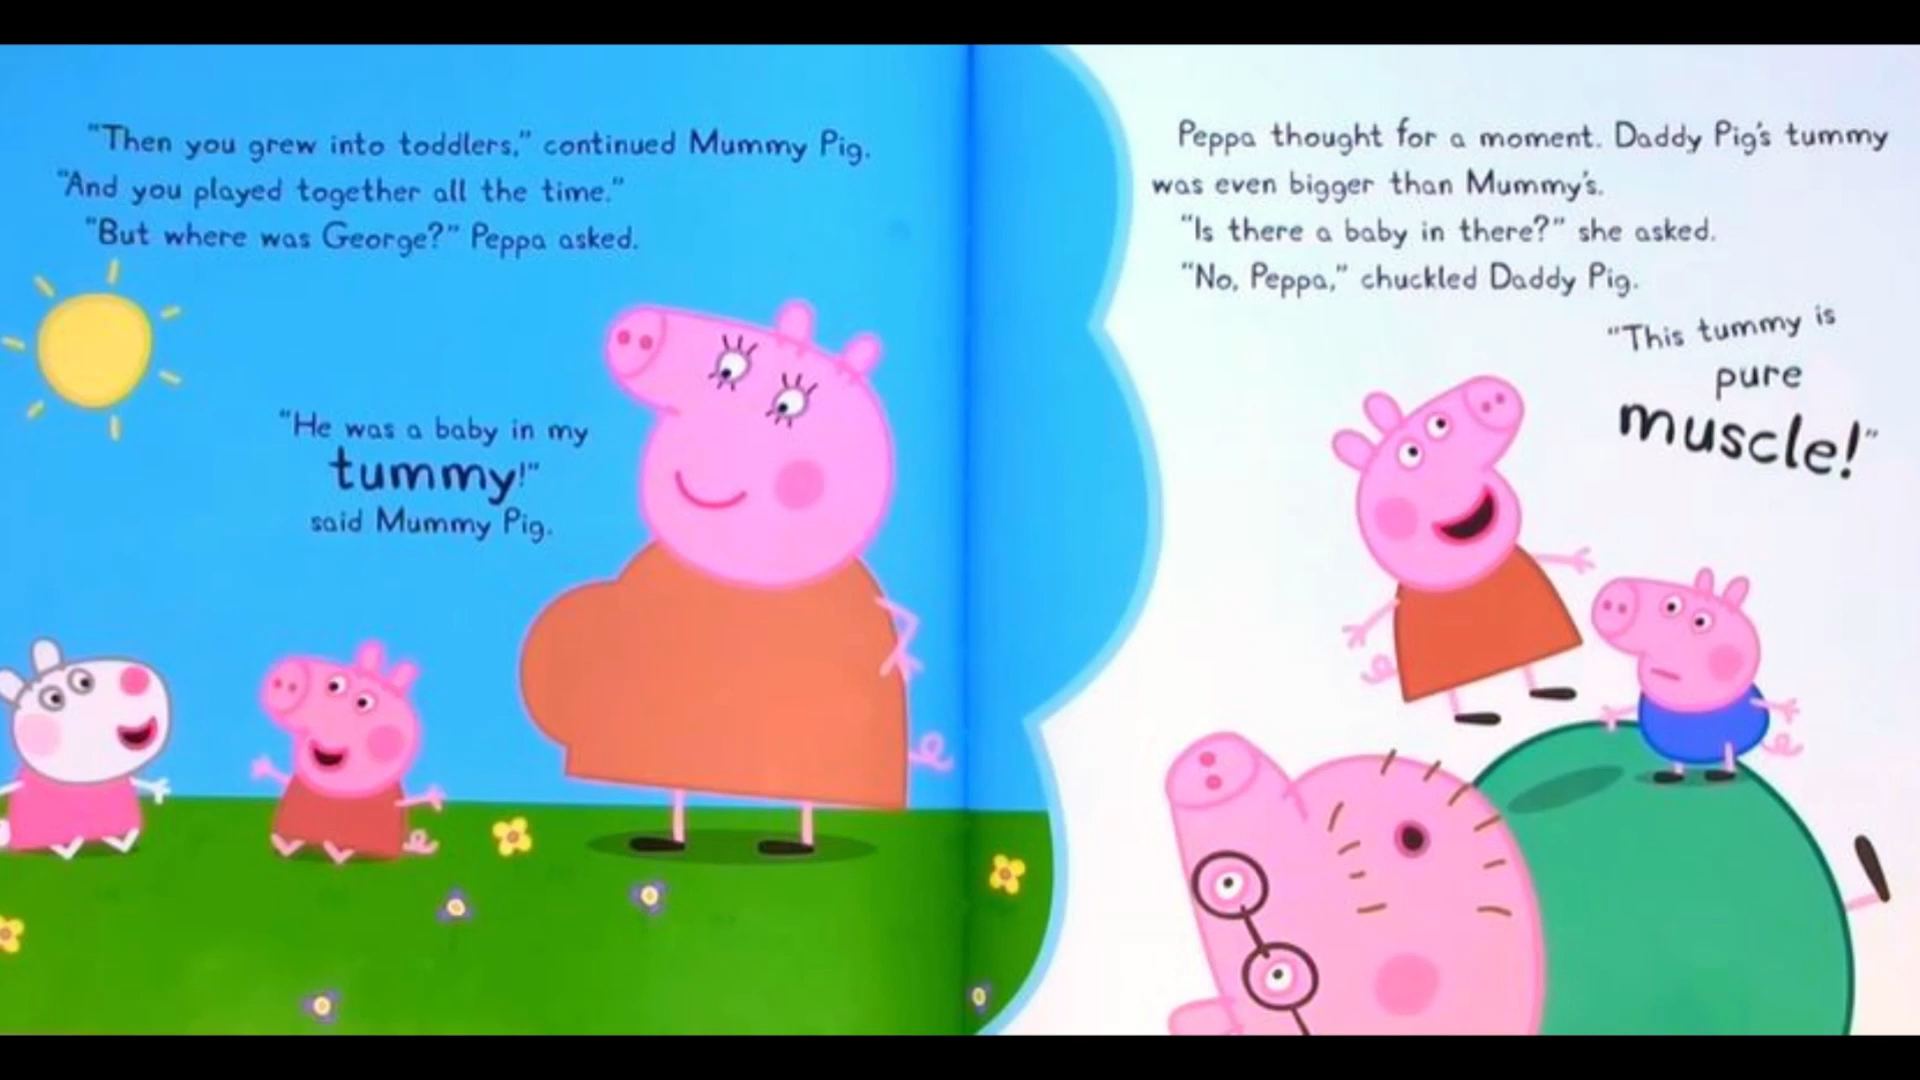 "Then you grew into toddlers," continued Mummy Pig.
"And you played together all the time."
"But where was George?" Peppa asked.
"He was a baby in my
tummy!"
said Mummy Pig.
Peppa thought for a moment. Daddy Pig's tummy
was even bigger than Mummy's.
"Is there a baby in there?" she asked.
"No, Peppa," chuckled Daddy Pig.
"This tummy is
pure
muscle!"